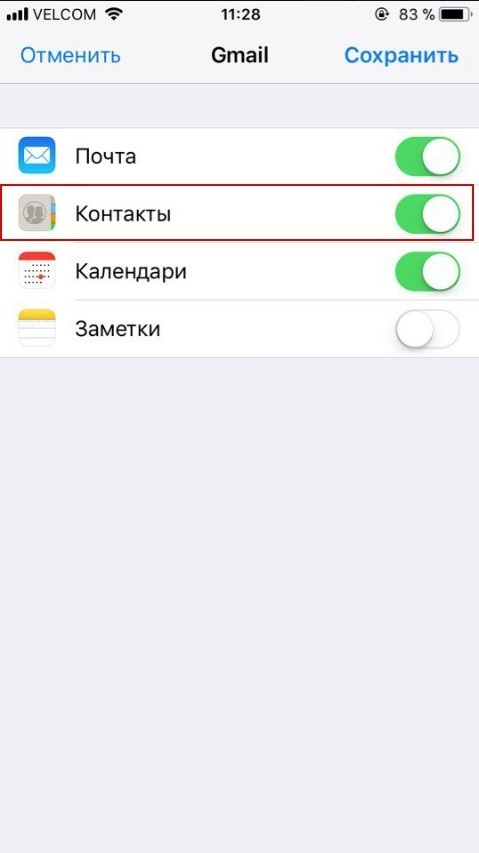 VELCOM 11:28 83 %
Отменить Gmail Сохранить
Почта
Контакты
Календари
Заметки